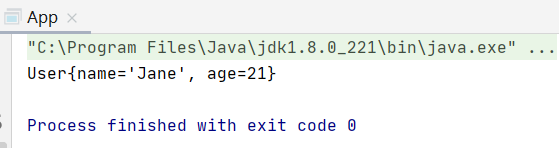 App
"C:\Program Files\Java\jdk1.8.0_221\bin\java.exe" ...
User{name='Jane', age=21}
Process finished with exit code 0